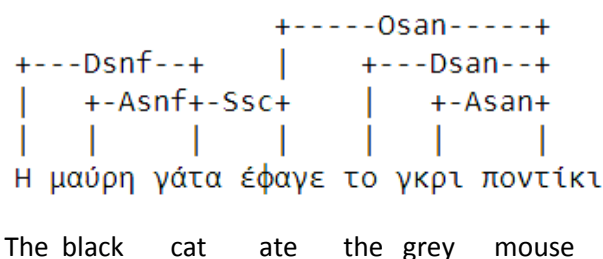 +-----Osan-----+
+---Dsnf--+ | +---Dsan--+
| +-Asnf+-Ssc+ | +-Asan+
| | | | | | |
Η μαύρη γάτα έφαγε το γκρι ποντίκι
The black cat ate the grey mouse